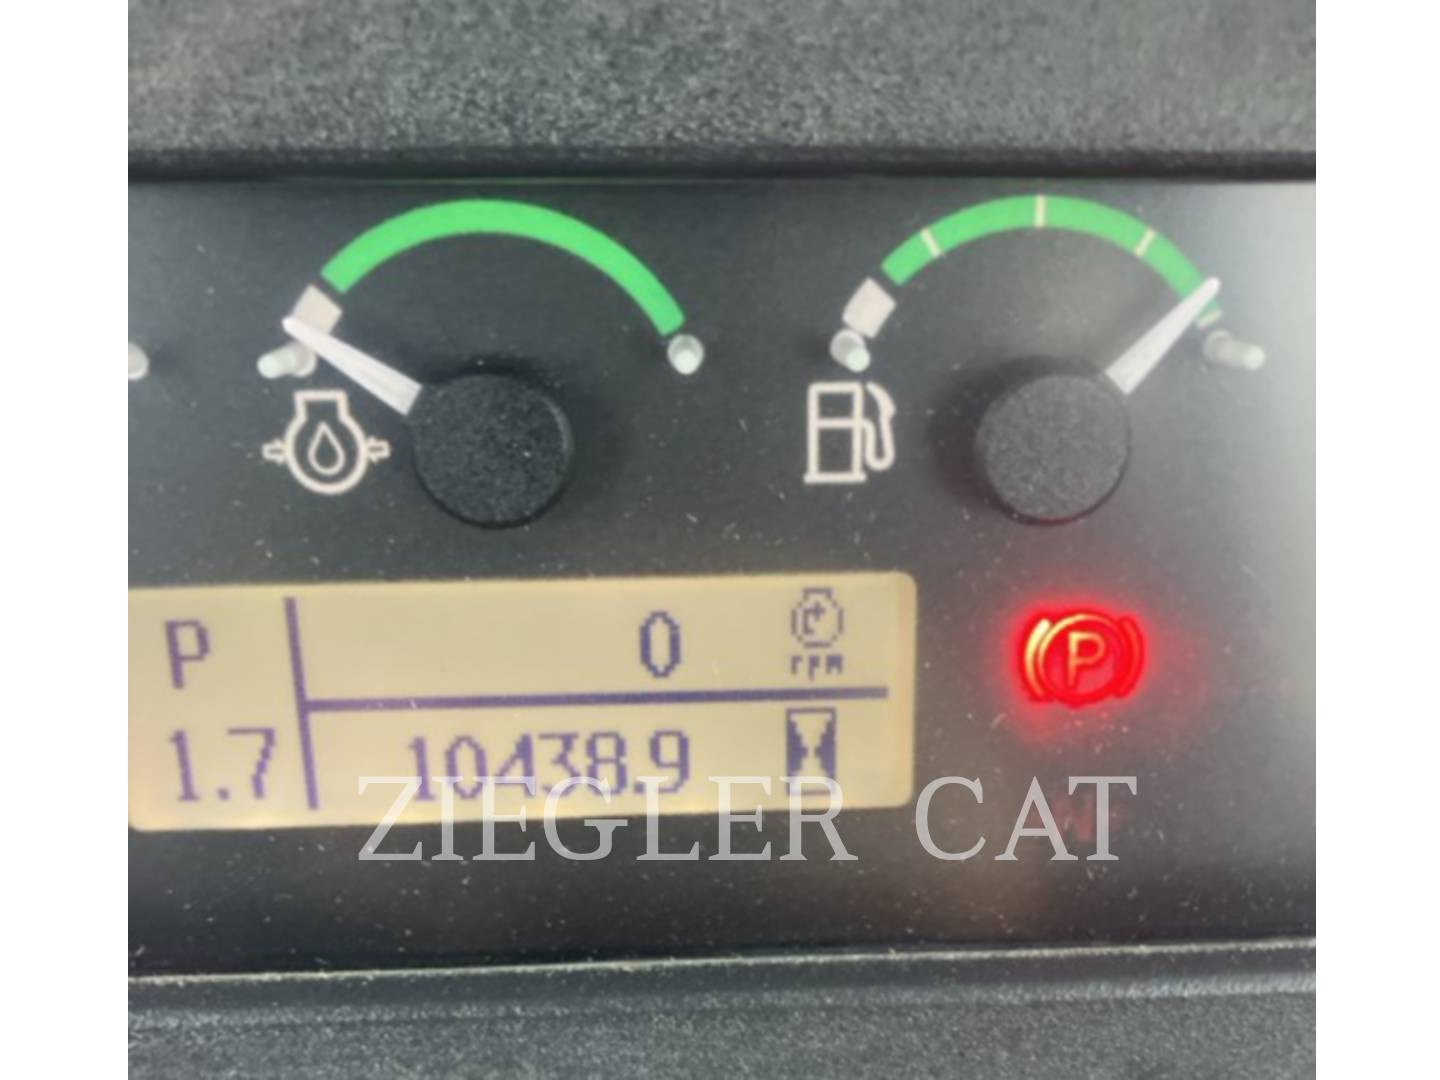 P 0 rpm
P
1.7 10438.9
ZIEGLER CAT